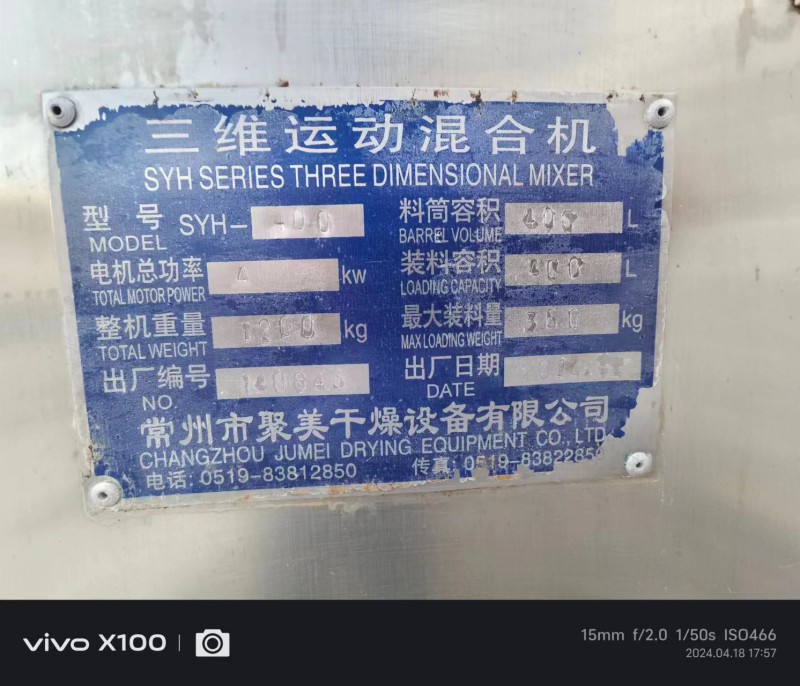 三维运动混合机
SYH SERIES THREE DIMENSIONAL MIXER
型号 SYH-
MODEL
料筒容积 L
BARREL VOLUME
电机总功率 4 kw
TOTAL MOTOR POWER
装料容积 400 L
LOADING CAPACITY
整机重量 1200 kg
TOTAL WEIGHT
最大装料量 kg
MAX LOADING WEIGHT
出厂编号
NO.
出厂日期
DATE
常州市聚美干燥设备有限公司
CHANGZHOU JUMEI DRYING EQUIPMENT CO., LTD
电话: 0519-83812850 传真: 0519-83822850
vivo X100
15mm f/2.0 1/50s ISO466
2024.04.18 17:57